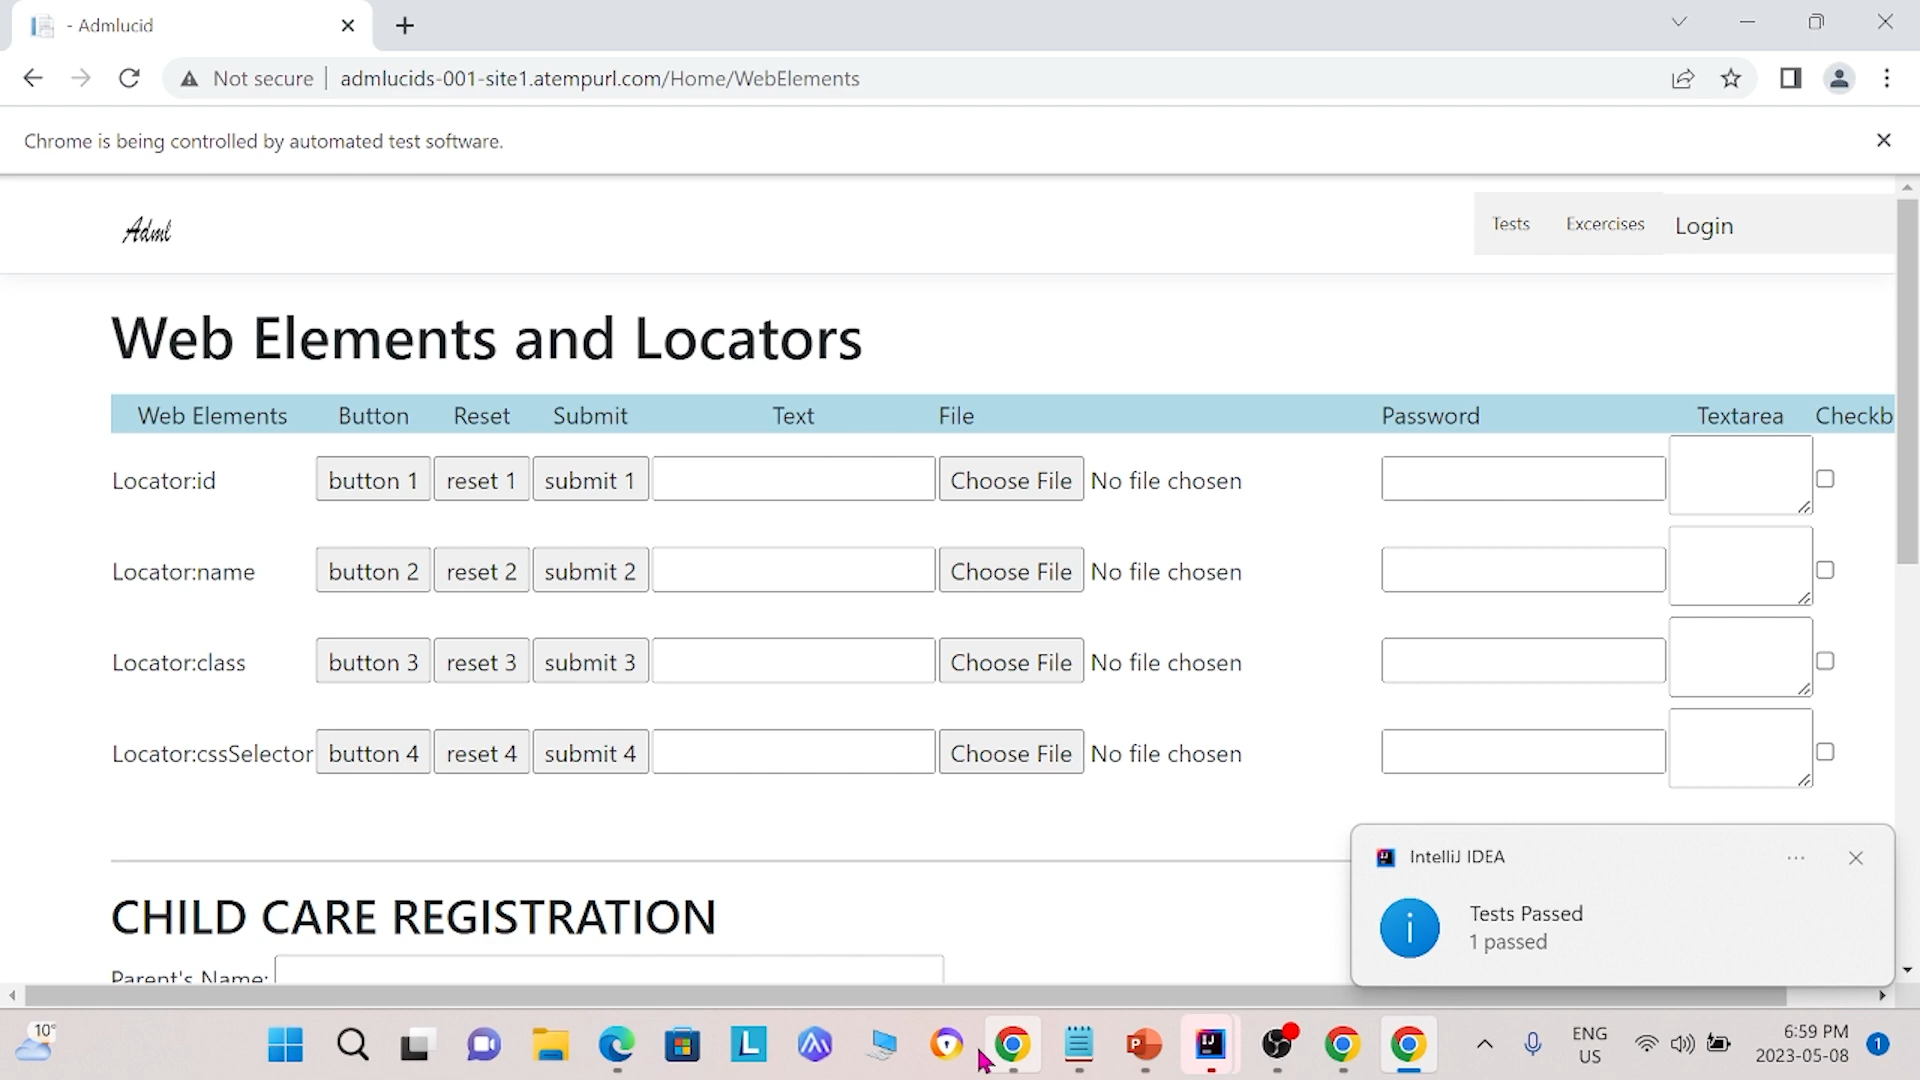 - Admlucid
Not secure
admlucids-001-site1.atempurl.com/Home/WebElements
Chrome is being controlled by automated test software.
Adml
Tests Excercises Login
Web Elements and Locators
Web Elements Button Reset Submit Text File Password Textarea Checkb
Locator:id button 1 reset 1 submit 1 Choose File No file chosen
Locator:name button 2 reset 2 submit 2 Choose File No file chosen
Locator:class button 3 reset 3 submit 3 Choose File No file chosen
Locator:cssSelector button 4 reset 4 submit 4 Choose File No file chosen
CHILD CARE REGISTRATION
Parent's Name:
IntelliJ IDEA
Tests Passed
1 passed
10°
ENG
US
6:59 PM
2023-05-08
1